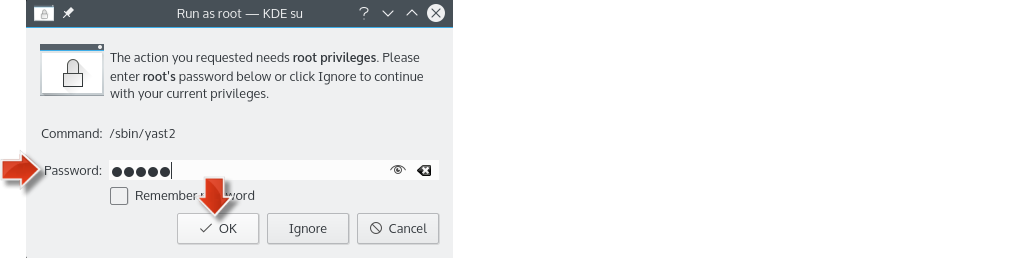 Run as root — KDE su
The action you requested needs root privileges. Please
enter root's password below or click Ignore to continue
with your current privileges.
Command: /sbin/yast2
Password: ●●●●●
Remember
OK Ignore Cancel